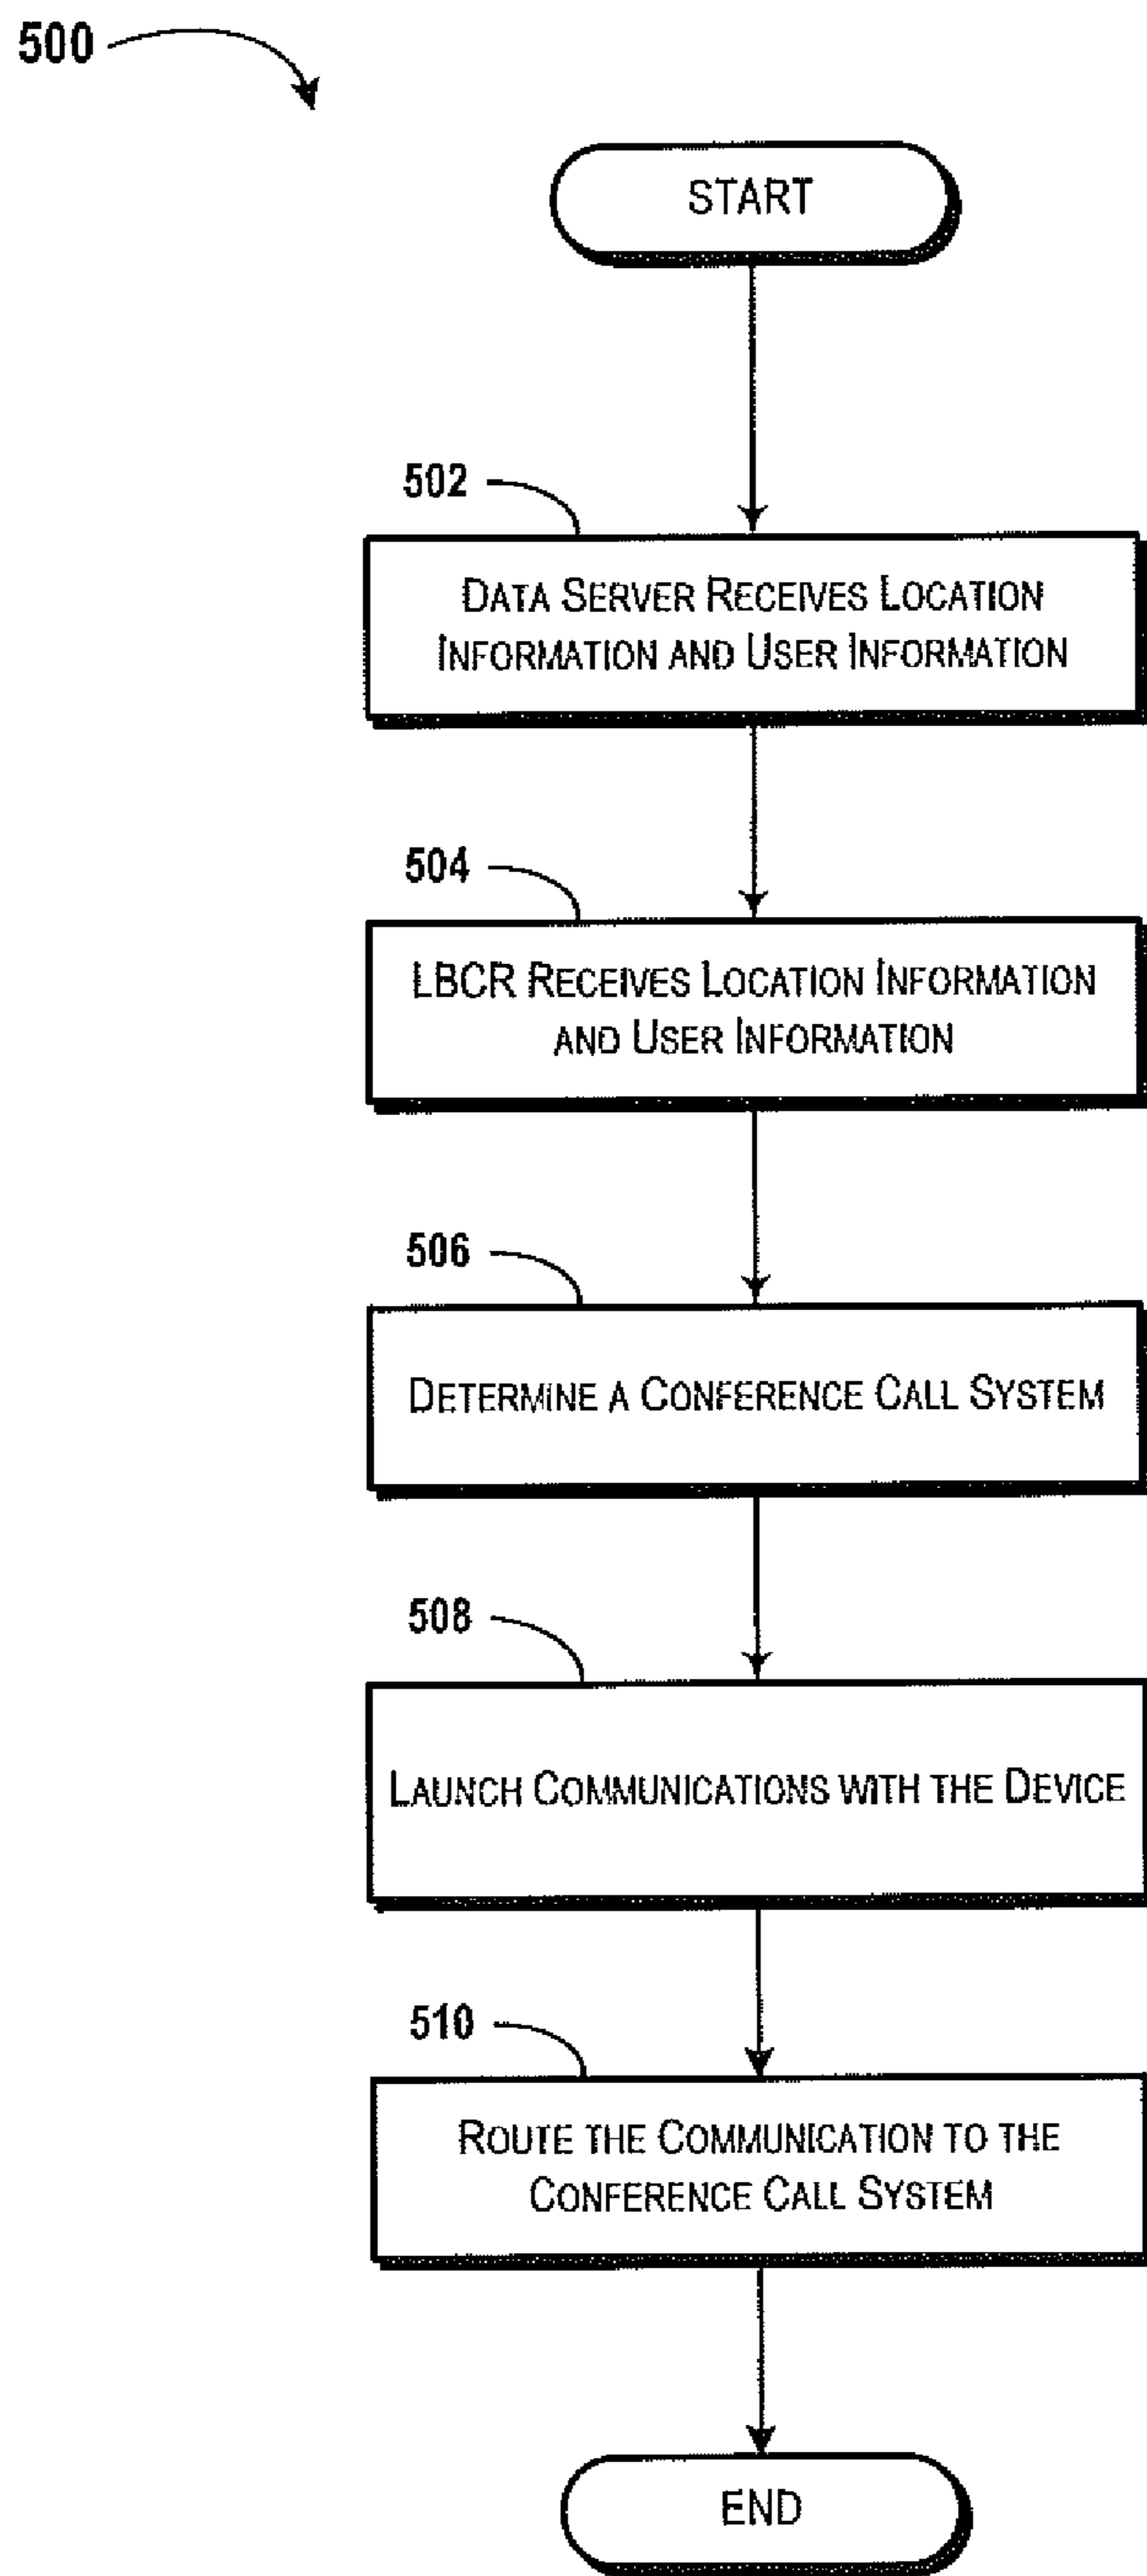 500
START
502
DATA SERVER RECEIVES LOCATION
INFORMATION AND USER INFORMATION
504
LBCR RECEIVES LOCATION INFORMATION
AND USER INFORMATION
506
DETERMINE A CONFERENCE CALL SYSTEM
508
LAUNCH COMMUNICATIONS WITH THE DEVICE
510
ROUTE THE COMMUNICATION TO THE
CONFERENCE CALL SYSTEM
END